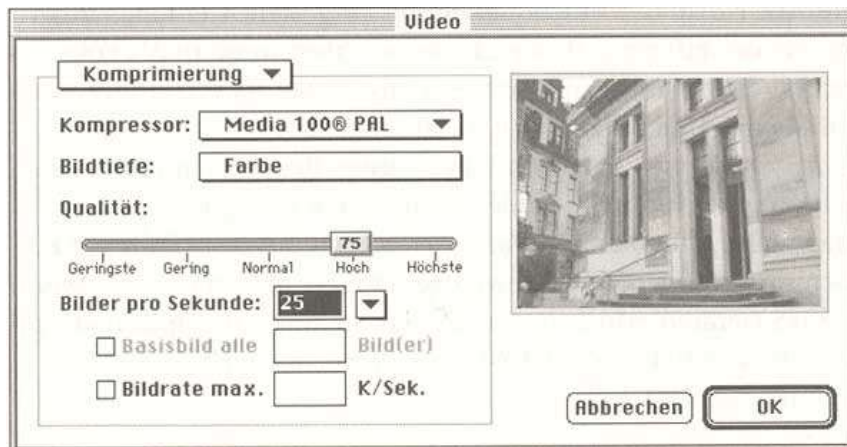 Video
Komprimierung
Kompressor: Media 100® PAL
Bildtiefe: Farbe
Qualität:
75
Geringste Gering Normal Hoch Höchste
Bilder pro Sekunde: 25
Basisbild alle Bild(er)
Bildrate max. K/Sek.
Abbrechen OK